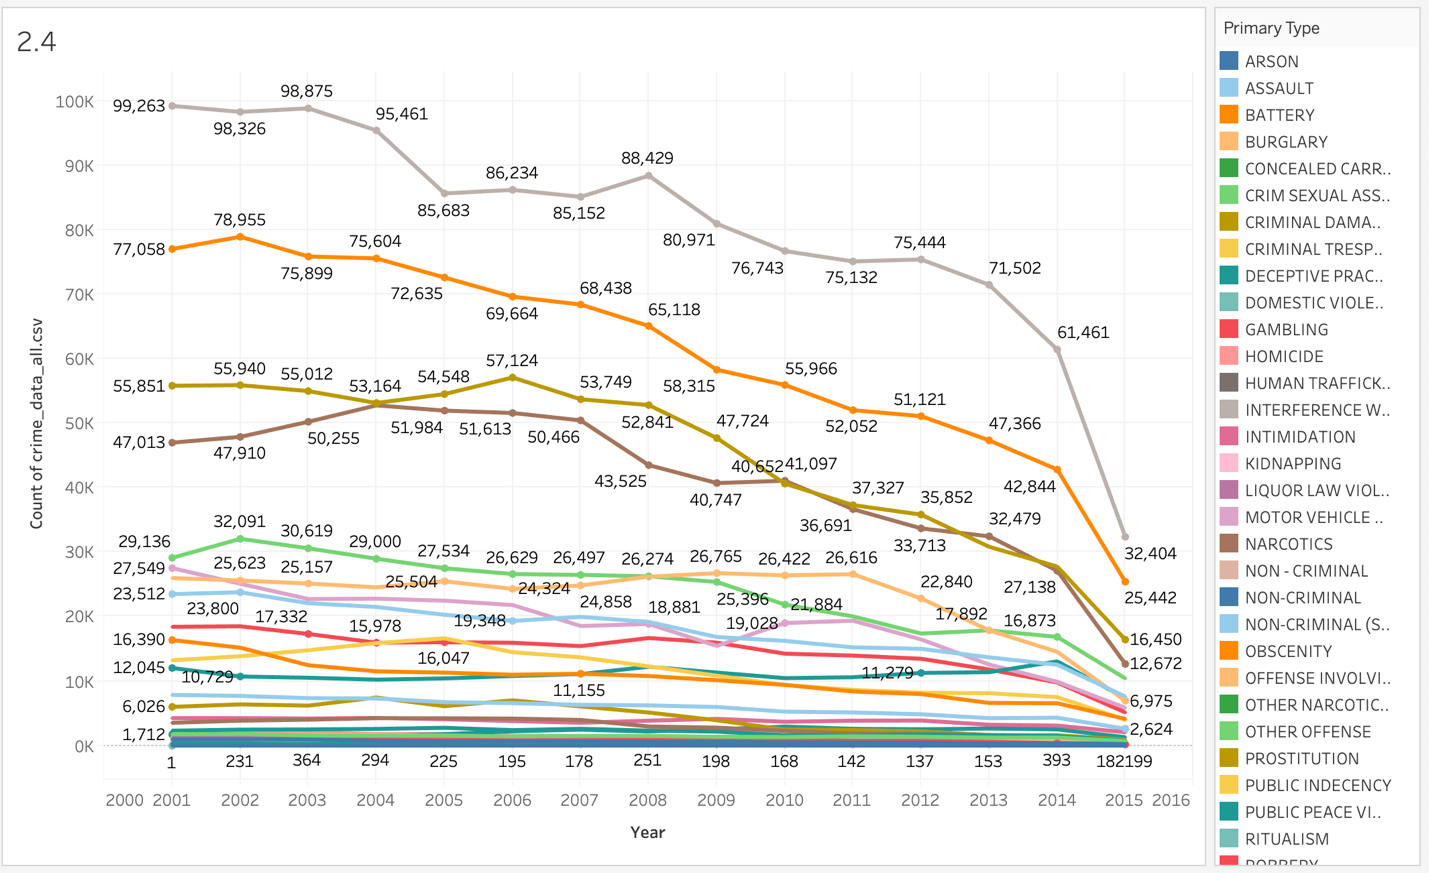 2.4
Primary Type
ARSON
ASSAULT
BATTERY
BURGLARY
CONCEALED CARR..
CRIM SEXUAL ASS..
CRIMINAL DAMA..
CRIMINAL TRESP..
DECEPTIVE PRAC..
DOMESTIC VIOLE..
GAMBLING
HOMICIDE
HUMAN TRAFFICK..
INTERFERENCE W..
INTIMIDATION
KIDNAPPING
LIQUOR LAW VIOL..
MOTOR VEHICLE ..
NARCOTICS
NON - CRIMINAL
NON-CRIMINAL
NON-CRIMINAL (S..
OBSCENITY
OFFENSE INVOLVI..
OTHER NARCOTIC..
OTHER OFFENSE
PROSTITUTION
PUBLIC INDECENCY
PUBLIC PEACE VI..
RITUALISM
ROBBERY
Count of crime_data_all.csv
100K
90K
80K
70K
60K
50K
40K
30K
20K
10K
0K
99,263 98,326 98,875 95,461 85,683 86,234 85,152 88,429 80,971 76,743 75,132 75,444 71,502 61,461 32,404
77,058 78,955 75,899 75,604 72,635 69,664 68,438 65,118 58,315 55,966 52,052 51,121 47,366 42,844 25,442
55,851 55,940 55,012 53,164 54,548 57,124 53,749 52,841 47,724 40,652 37,327 35,852 27,138 16,450
47,013 47,910 50,255 51,984 51,613 50,466 43,525 40,747 41,097 36,691 33,713 32,479 12,672
29,136 32,091 30,619 29,000 27,534 26,629 26,497 26,274 26,765 26,422 26,616 22,840 17,892 16,873
27,549 25,623 25,157 25,504 24,324 24,858 25,396 21,884
23,512 23,800 17,332 15,978 19,348 18,881 19,028
16,390 16,047
12,045 10,729 11,155 11,279
6,026 6,975
1,712 2,624
1 231 364 294 225 195 178 251 198 168 142 137 153 393 182199
2000 2001 2002 2003 2004 2005 2006 2007 2008 2009 2010 2011 2012 2013 2014 2015 2016
Year